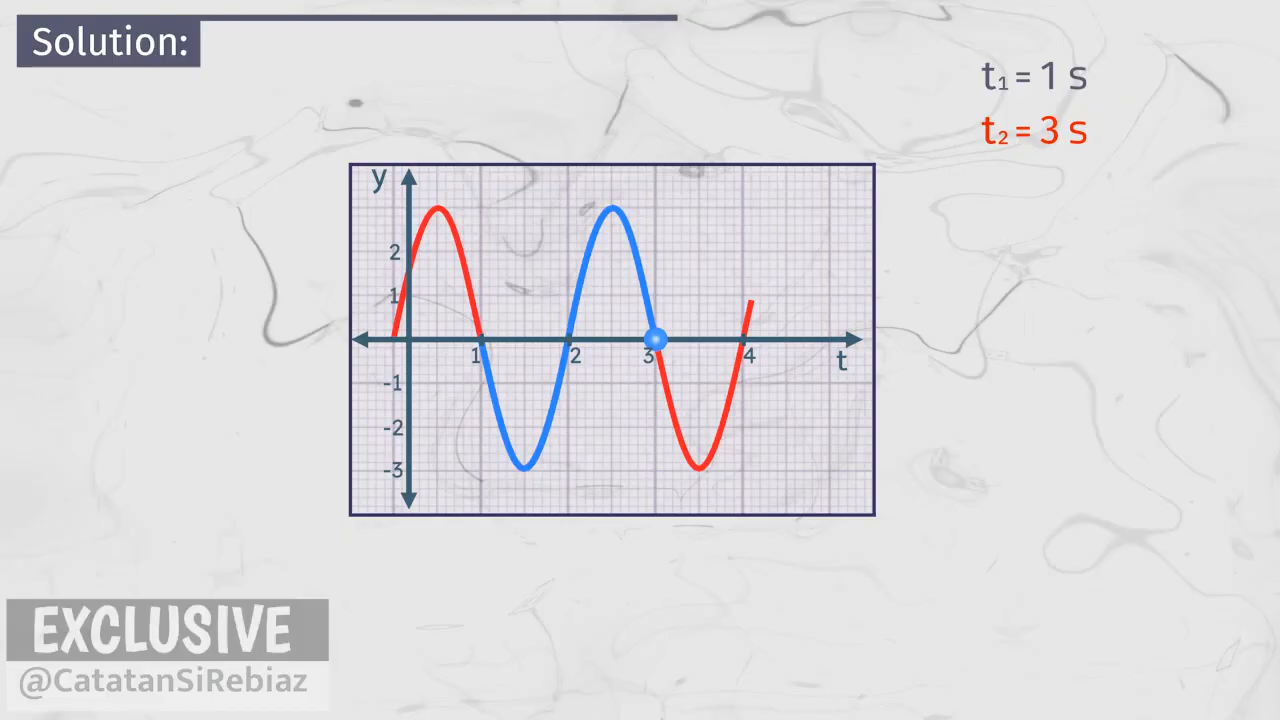 Solution:
t₁ = 1 s
t₂ = 3 s
y
2
1
1
2
3
4
t
-1
-2
-3
EXCLUSIVE
@CatatanSiRebiaz